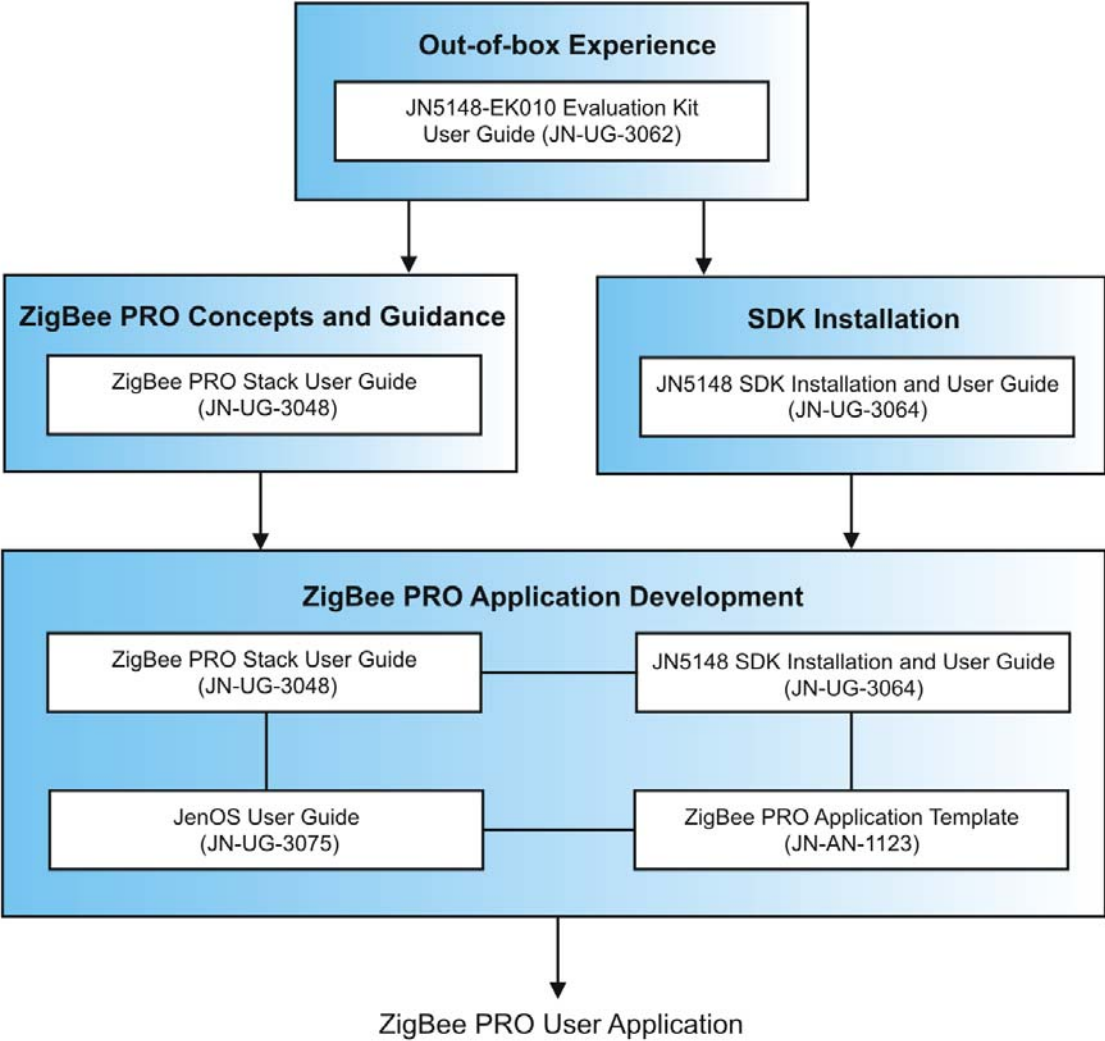 Out-of-box Experience
JN5148-EK010 Evaluation Kit
User Guide (JN-UG-3062)
ZigBee PRO Concepts and Guidance
ZigBee PRO Stack User Guide
(JN-UG-3048)
SDK Installation
JN5148 SDK Installation and User Guide
(JN-UG-3064)
ZigBee PRO Application Development
ZigBee PRO Stack User Guide
(JN-UG-3048)
JN5148 SDK Installation and User Guide
(JN-UG-3064)
JenOS User Guide
(JN-UG-3075)
ZigBee PRO Application Template
(JN-AN-1123)
ZigBee PRO User Application